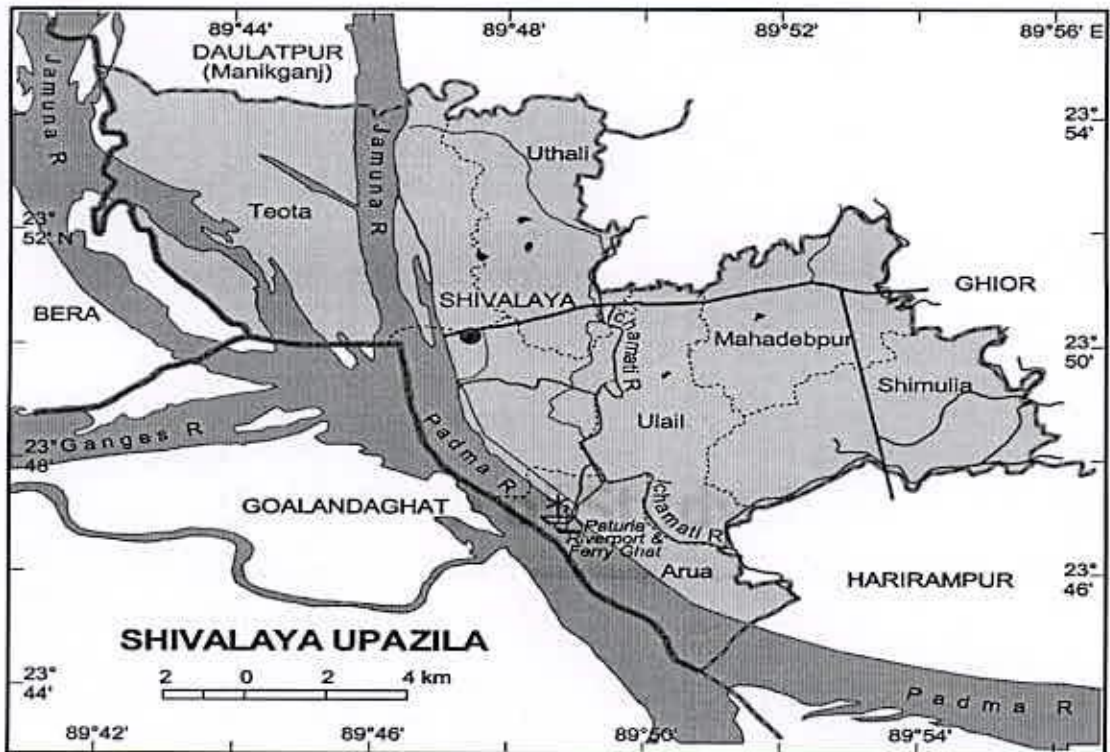 89°44' 89°48' 89°52' 89°56' E
DAULATPUR
(Manikganj)
Jamuna R
Jamuna R
23°
54'
Uthali
Teota
23°
52' N
SHIVALAYA
GHIOR
BERA
Ichamati R
Mahadebpur
23°
50'
Shimulia
Ulail
Padma R
Ganges R
23°
48'
GOALANDAGHAT
Ichamati R
Paturia
Riverport &
Ferry Ghat
Arua
HARIRAMPUR
23°
46'
SHIVALAYA UPAZILA
2 0 2 4 km
23°
44'
Padma R
89°42' 89°46' 89°50' 89°54'